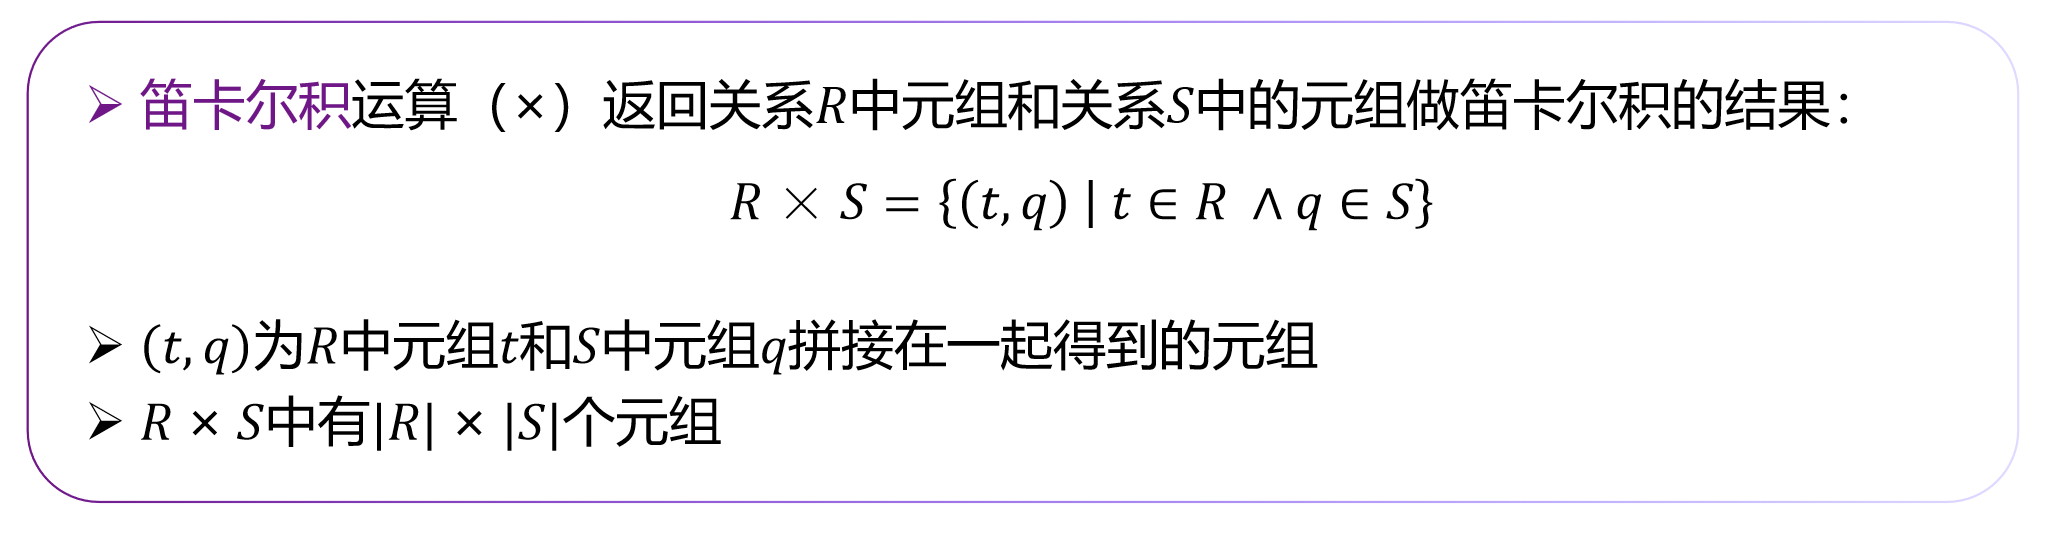 ➢ 笛卡尔积运算（×）返回关系R中元组和关系S中的元组做笛卡尔积的结果：
R × S = {(t, q) | t ∈ R ∧ q ∈ S}
➢ (t, q)为R中元组t和S中元组q拼接在一起得到的元组
➢ R × S中有|R| × |S|个元组